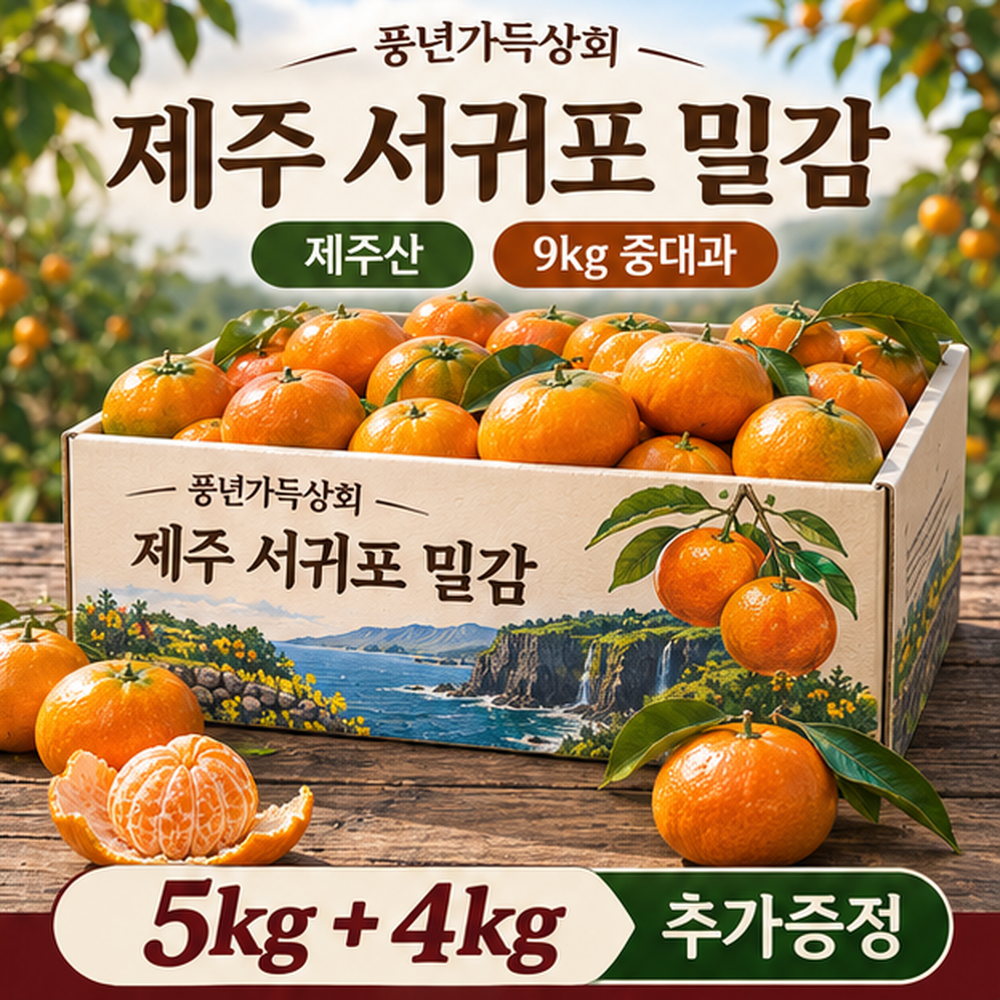 풍년가득상회
제주 서귀포 밀감
제주산
9kg 중대과
풍년가득상회
제주 서귀포 밀감
5kg + 4kg
추가증정